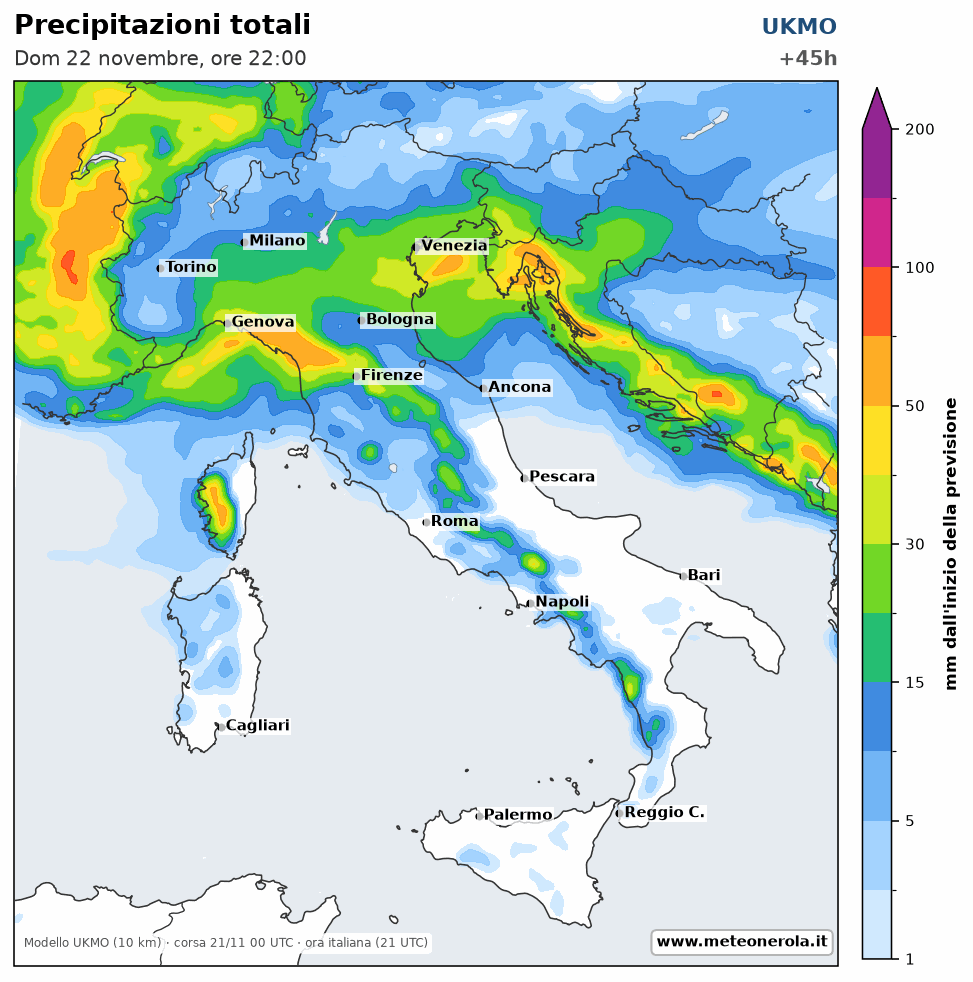 Precipitazioni totali
UKMO
Dom 22 novembre, ore 22:00
+45h
Milano
Venezia
Torino
Genova
Bologna
Firenze
Ancona
Pescara
Roma
Bari
Napoli
Cagliari
Palermo
Reggio C.
200
100
50
30
15
5
1
mm dall'inizio della previsione
Modello UKMO (10 km) · corsa 21/11 00 UTC · ora italiana (21 UTC)
www.meteonerola.it